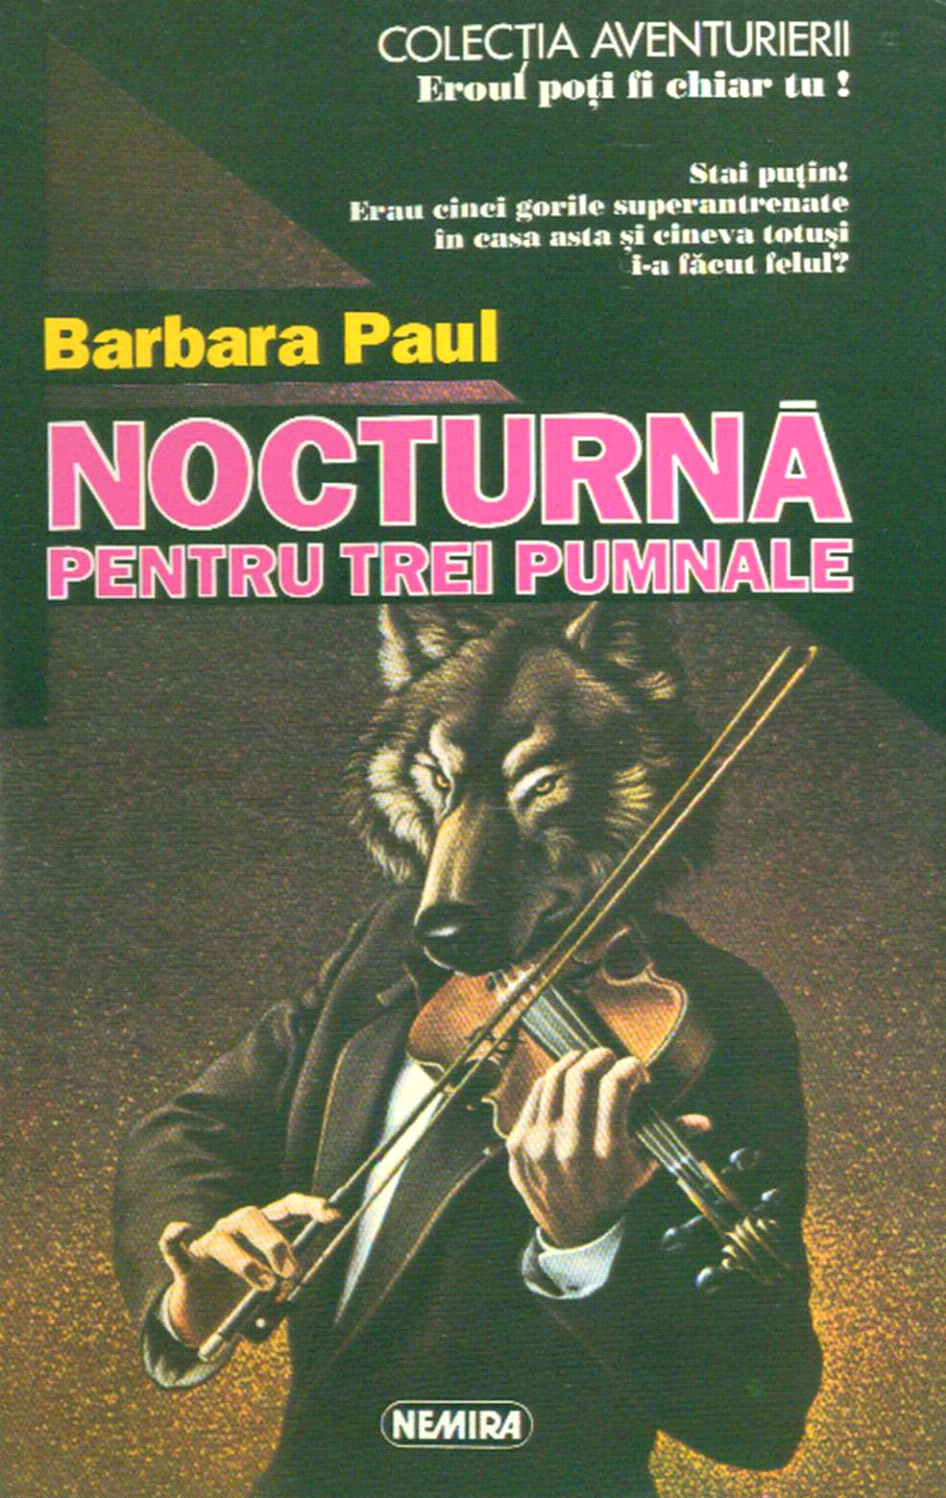 COLECȚIA AVENTURIERII
Eroul poți fi chiar tu !
Stai puțin!
Erau cinci gorile superantrenate
în casa asta și cineva totuși
i-a făcut felul?
Barbara Paul
NOCTURNĂ
PENTRU TREI PUMNALE
NEMIRA